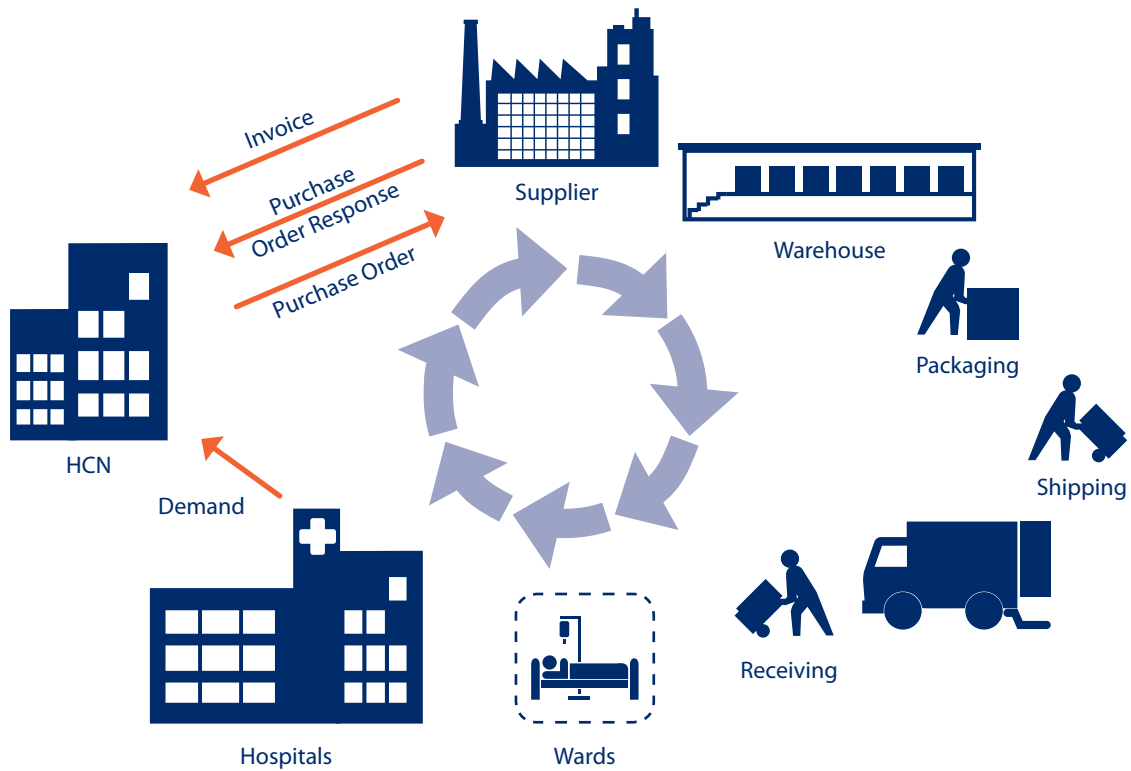 Invoice
Purchase
Order Response
Purchase Order
Supplier
Warehouse
Packaging
HCN
Shipping
Demand
Receiving
Hospitals
Wards